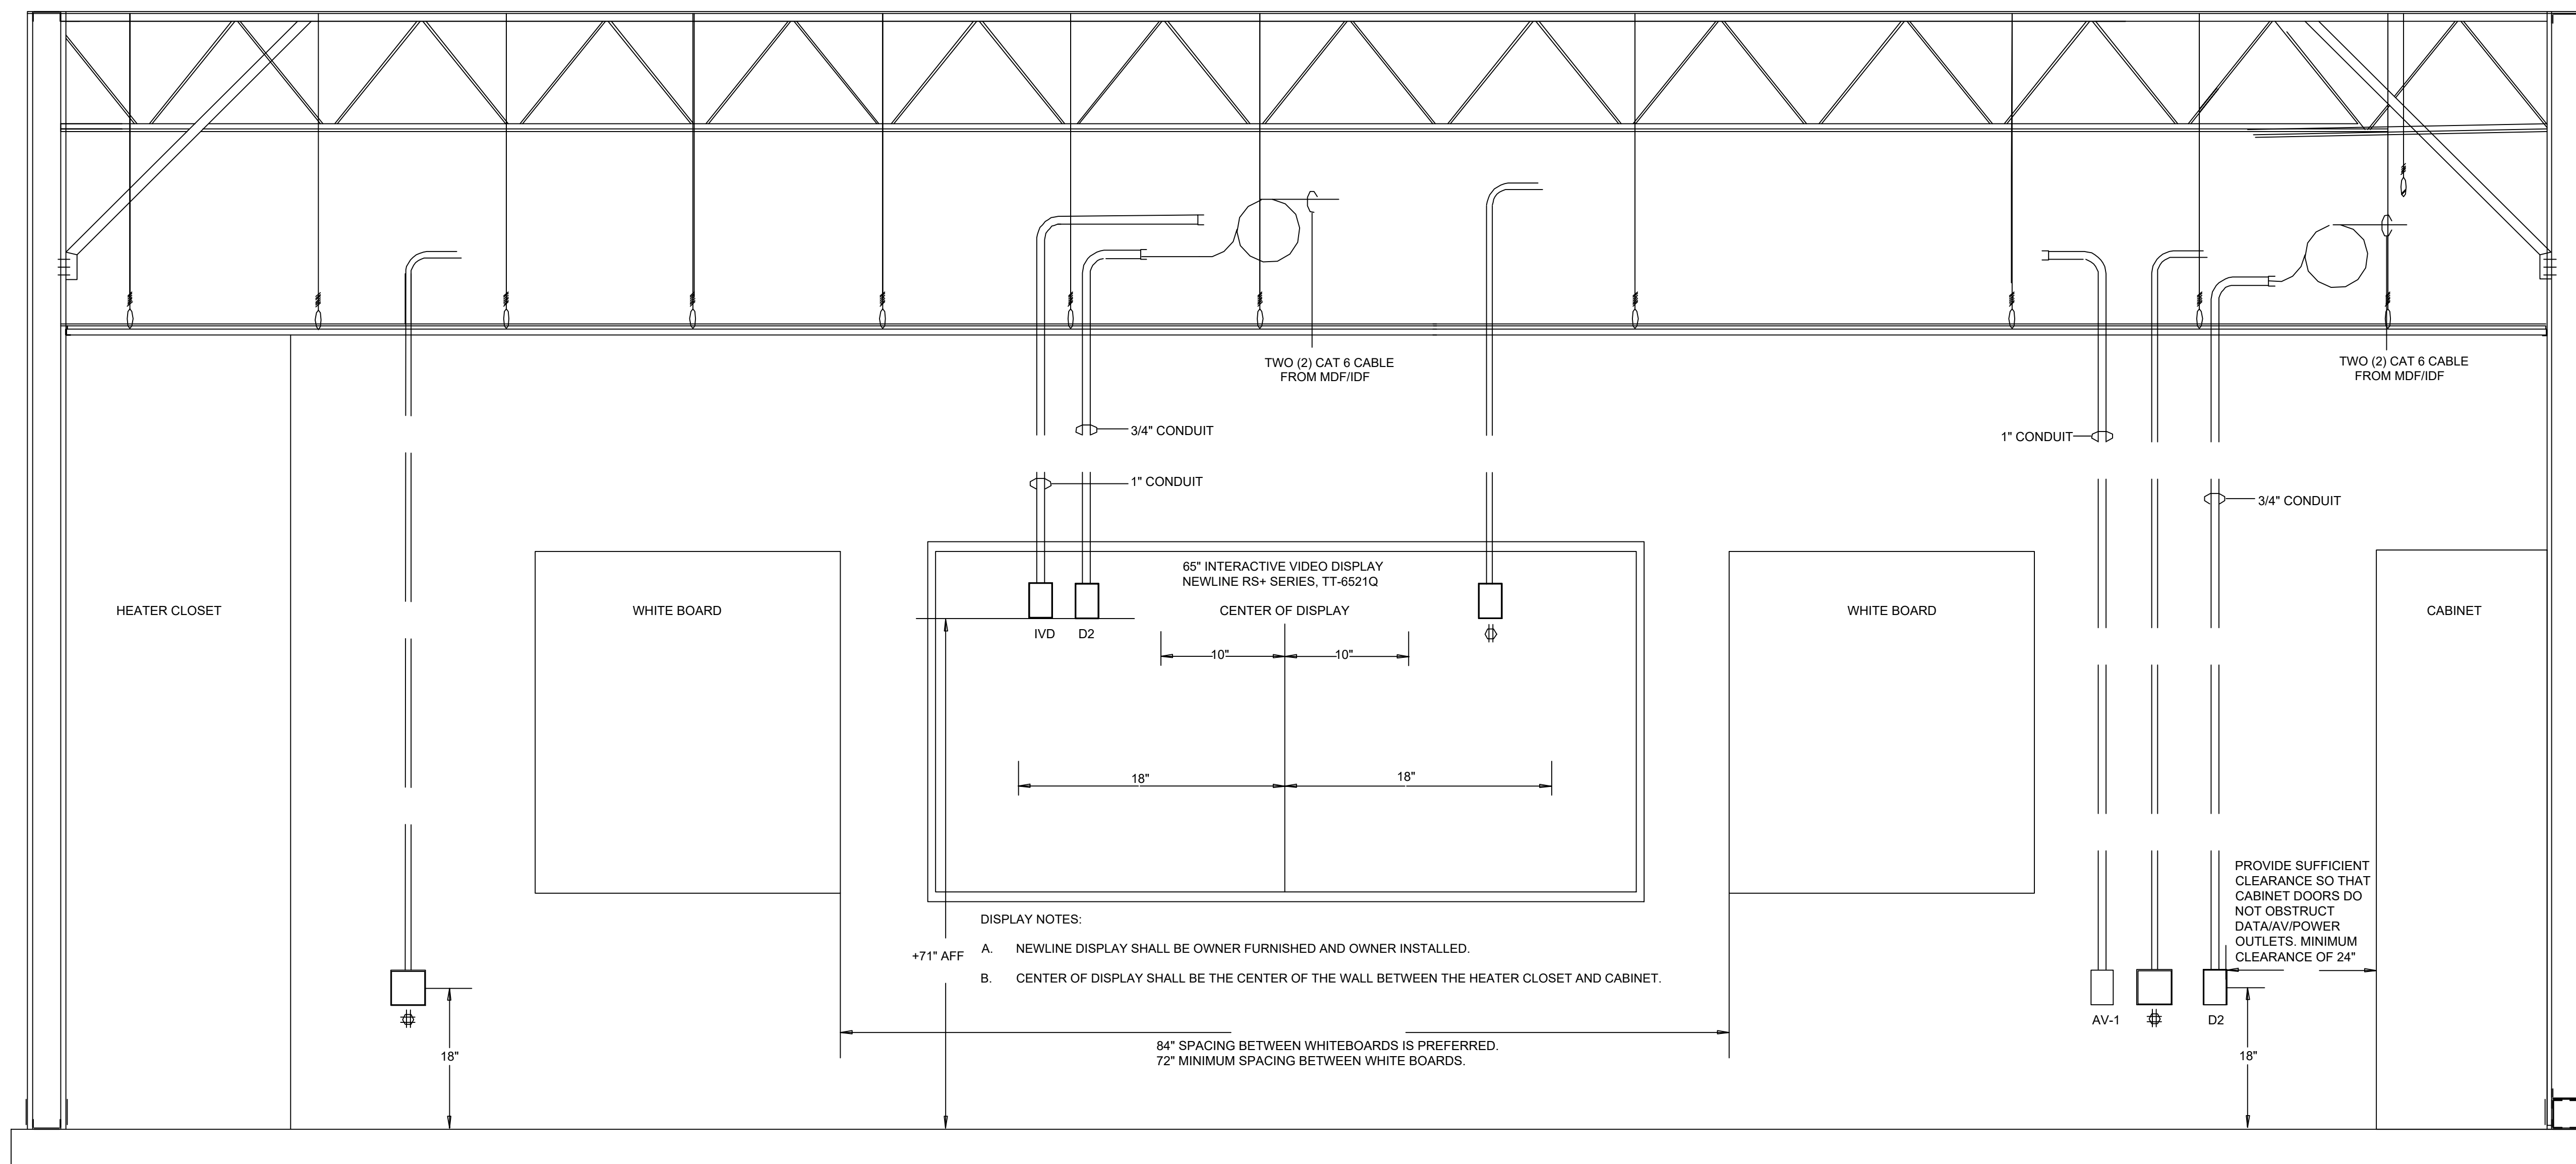 TWO (2) CAT 6 CABLE
FROM MDF/IDF
TWO (2) CAT 6 CABLE
FROM MDF/IDF
3/4" CONDUIT
1" CONDUIT
1" CONDUIT
3/4" CONDUIT
65" INTERACTIVE VIDEO DISPLAY
NEWLINE RS+ SERIES, TT-6521Q
HEATER CLOSET
WHITE BOARD
CENTER OF DISPLAY
WHITE BOARD
CABINET
IVD
D2
10"
10"
18"
18"
PROVIDE SUFFICIENT
CLEARANCE SO THAT
CABINET DOORS DO
NOT OBSTRUCT
DATA/AV/POWER
OUTLETS. MINIMUM
CLEARANCE OF 24"
DISPLAY NOTES:
A. NEWLINE DISPLAY SHALL BE OWNER FURNISHED AND OWNER INSTALLED.
+71" AFF
B. CENTER OF DISPLAY SHALL BE THE CENTER OF THE WALL BETWEEN THE HEATER CLOSET AND CABINET.
AV-1
D2
84" SPACING BETWEEN WHITEBOARDS IS PREFERRED.
72" MINIMUM SPACING BETWEEN WHITE BOARDS.
18"
18"